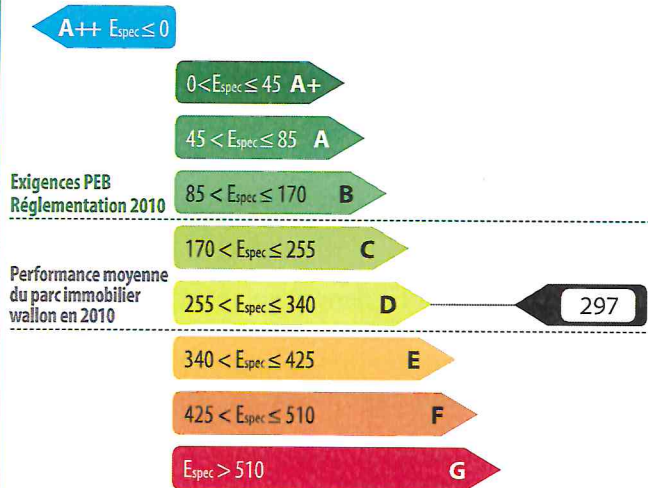 A++ Espec ≤ 0
0 < Espec ≤ 45 A+
45 < Espec ≤ 85 A
Exigences PEB
Réglementation 2010
85 < Espec ≤ 170 B
170 < Espec ≤ 255 C
Performance moyenne
du parc immobilier
wallon en 2010
255 < Espec ≤ 340 D
297
340 < Espec ≤ 425 E
425 < Espec ≤ 510 F
Espec > 510 G